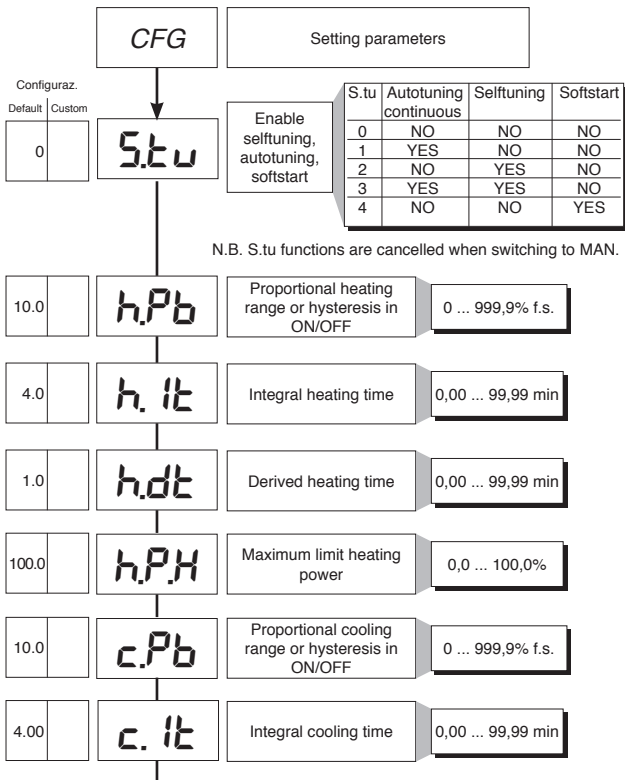 CFG
Setting parameters
Configuraz.
Default Custom
0
S.tu
Enable
selftuning,
autotuning,
softstart
S.tu Autotuning Selftuning Softstart
continuous
0 NO NO NO
1 YES NO NO
2 NO YES NO
3 YES YES NO
4 NO NO YES
N.B. S.tu functions are cancelled when switching to MAN.
10.0
h.Pb
Proportional heating
range or hysteresis in
ON/OFF
0 ... 999,9% f.s.
4.0
h. It
Integral heating time
0,00 ... 99,99 min
1.0
h.dt
Derived heating time
0,00 ... 99,99 min
100.0
h.P.H
Maximum limit heating
power
0,0 ... 100,0%
10.0
c.Pb
Proportional cooling
range or hysteresis in
ON/OFF
0 ... 999,9% f.s.
4.00
c. It
Integral cooling time
0,00 ... 99,99 min